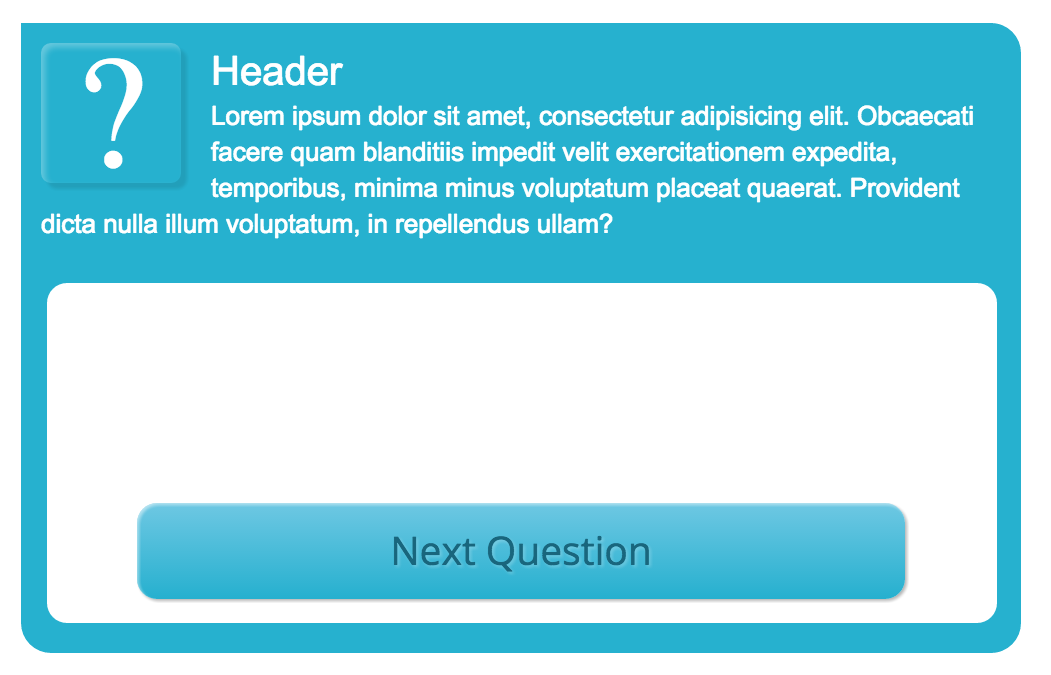 ?
Header
Lorem ipsum dolor sit amet, consectetur adipisicing elit. Obcaecati
facere quam blanditiis impedit velit exercitationem expedita,
temporibus, minima minus voluptatum placeat quaerat. Provident
dicta nulla illum voluptatum, in repellendus ullam?
Next Question